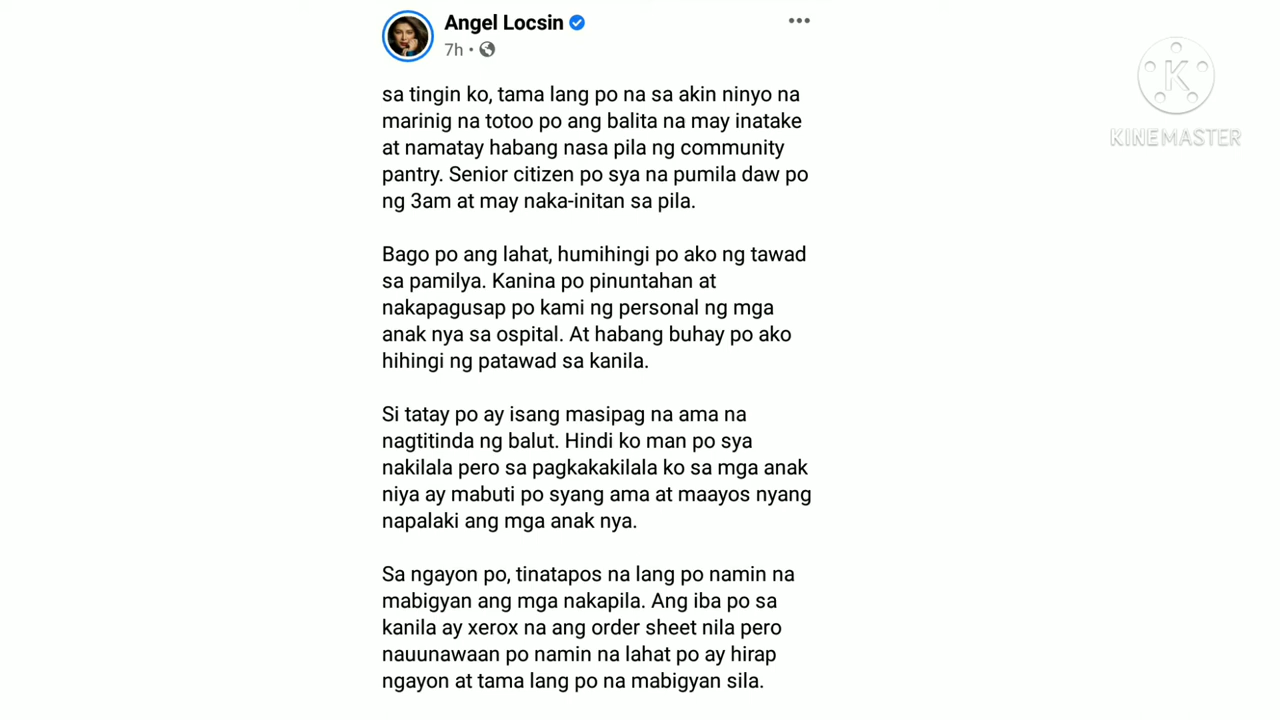 Angel Locsin
7h
sa tingin ko, tama lang po na sa akin ninyo na
marinig na totoo po ang balita na may inatake
at namatay habang nasa pila ng community
pantry. Senior citizen po sya na pumila daw po
ng 3am at may naka-initan sa pila.
Bago po ang lahat, humihingi po ako ng tawad
sa pamilya. Kanina po pinuntahan at
nakapagusap po kami ng personal ng mga
anak nya sa ospital. At habang buhay po ako
hihingi ng patawad sa kanila.
Si tatay po ay isang masipag na ama na
nagtitinda ng balut. Hindi ko man po sya
nakilala pero sa pagkakakilala ko sa mga anak
niya ay mabuti po syang ama at maayos nyang
napalaki ang mga anak nya.
Sa ngayon po, tinatapos na lang po namin na
mabigyan ang mga nakapila. Ang iba po sa
kanila ay xerox na ang order sheet nila pero
nauunawaan po namin na lahat po ay hirap
ngayon at tama lang po na mabigyan sila.
K
KINEMASTER